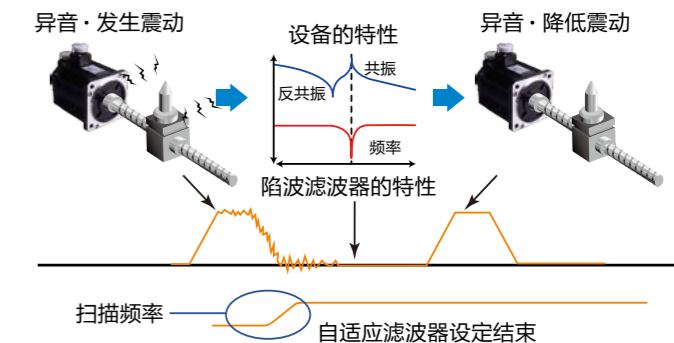 异音·发生震动
设备的特性
异音·降低震动
共振
反共振
频率
陷波滤波器的特性
扫描频率
自适应滤波器设定结束